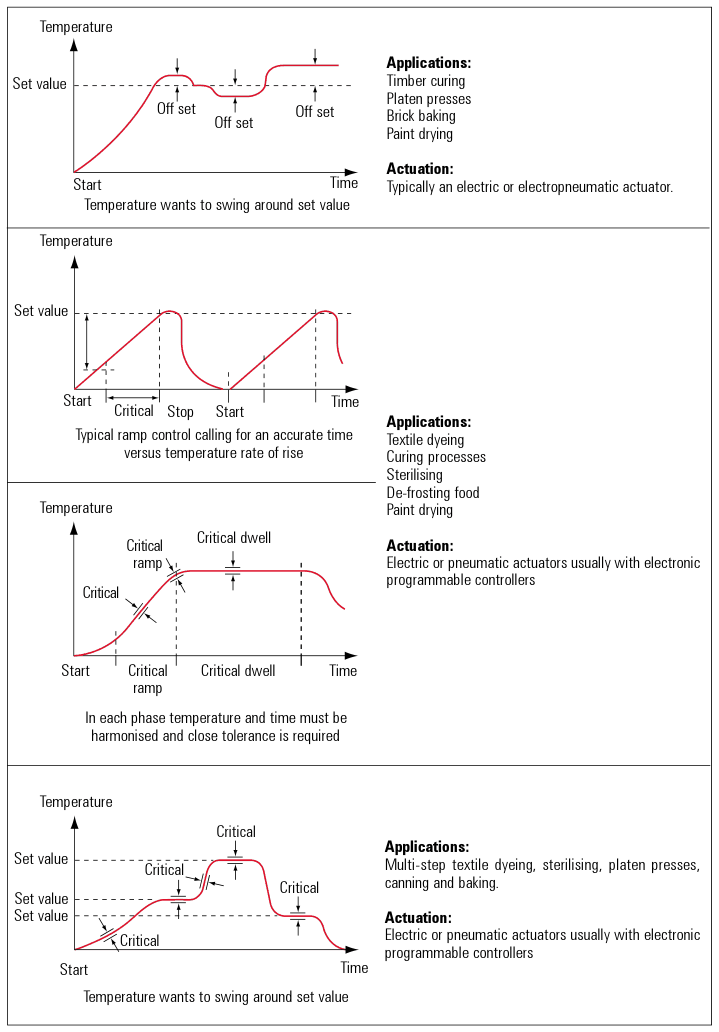 Temperature
Set value
Off set
Off set
Off set
Start
Time
Temperature wants to swing around set value
Applications:
Timber curing
Platen presses
Brick baking
Paint drying
Actuation:
Typically an electric or electropneumatic actuator.
Temperature
Set value
Start
Critical
Stop
Start
Time
Typical ramp control calling for an accurate time
versus temperature rate of rise
Temperature
Critical
ramp
Critical dwell
Critical
Start
Critical
ramp
Critical dwell
Time
In each phase temperature and time must be
harmonised and close tolerance is required
Applications:
Textile dyeing
Curing processes
Sterilising
De-frosting food
Paint drying
Actuation:
Electric or pneumatic actuators usually with electronic
programmable controllers
Temperature
Critical
Set value
Critical
Critical
Set value
Set value
Critical
Start
Time
Temperature wants to swing around set value
Applications:
Multi-step textile dyeing, sterilising, platen presses,
canning and baking.
Actuation:
Electric or pneumatic actuators usually with electronic
programmable controllers